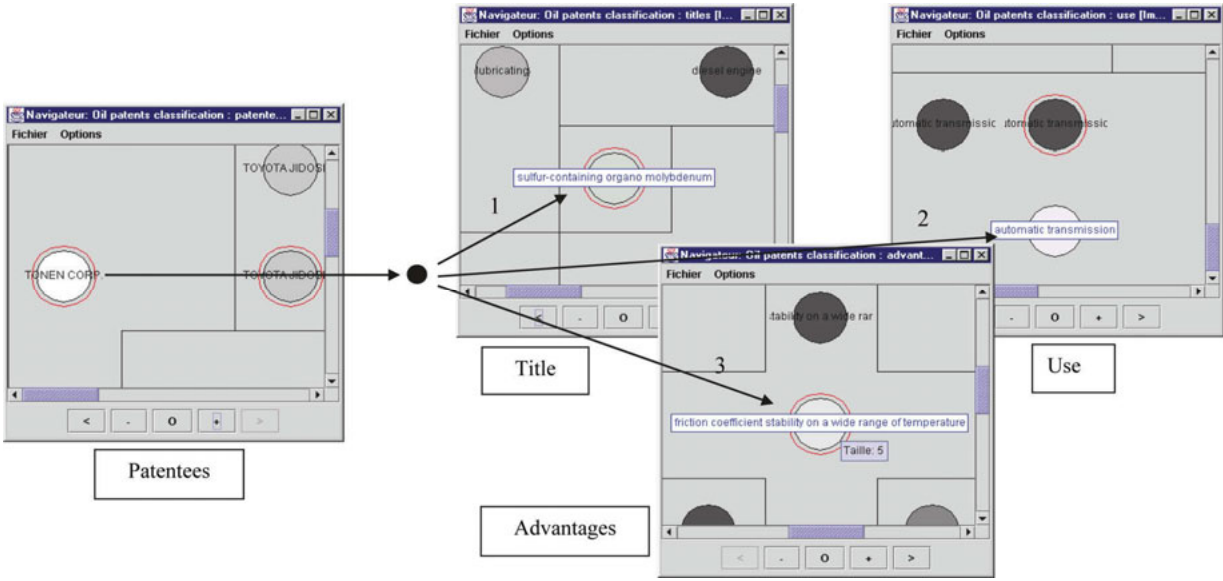 Navigateur: Oil patents classification : patente...
Fichier Options
TOYOTA JIDOSI
TONEN CORP.
TOYOTA JIDOSI
< - O + >
Patentees
Navigateur: Oil patents classification : titles [I...
Fichier Options
lubricating
diesel engine
sulfur-containing organo molybdenum
1
< - O
Title
Navigateur: Oil patents classification : use [Im...
Fichier Options
utomatic transmissic
utomatic transmissic
2
automatic transmission
- O + >
Use
Navigateur: Oil patents classification : advant...
Fichier Options
tability on a wide rar
3
friction coefficient stability on a wide range of temperature
Taille: 5
< - O + >
Advantages